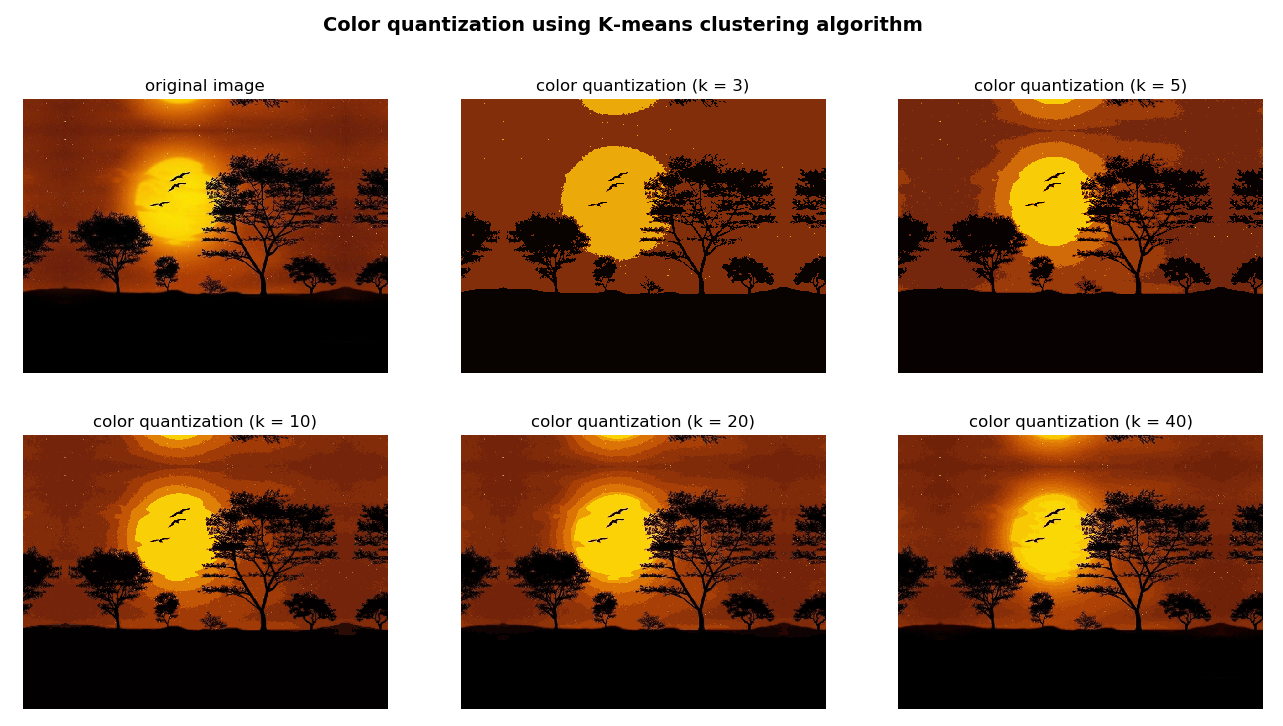 Color quantization using K-means clustering algorithm
original image
color quantization (k = 3)
color quantization (k = 5)
color quantization (k = 10)
color quantization (k = 20)
color quantization (k = 40)